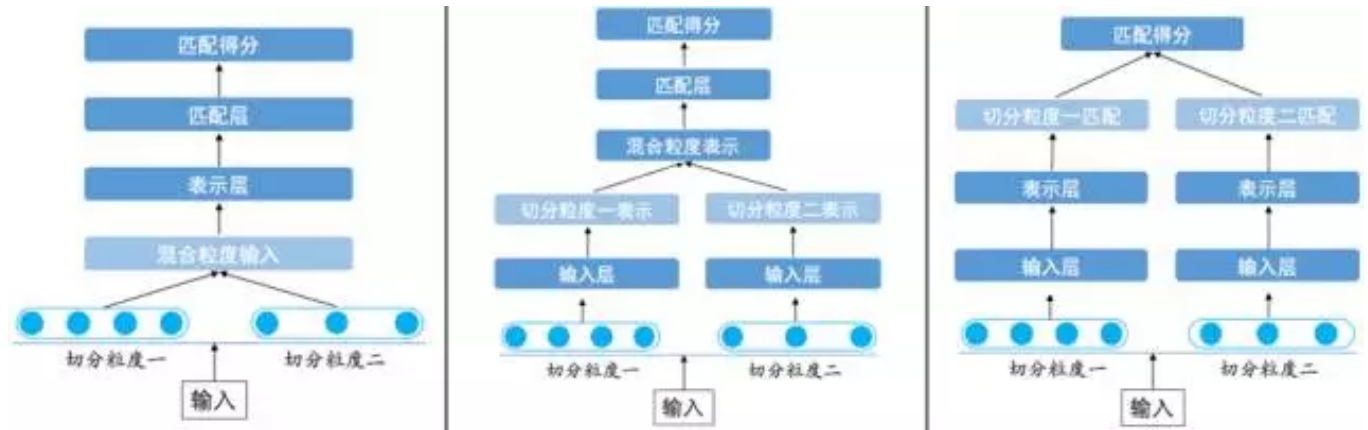 匹配得分
匹配层
表示层
混合粒度输入
切分粒度一 切分粒度二
输入
匹配得分
匹配层
混合粒度表示
切分粒度一表示 切分粒度二表示
输入层 输入层
切分粒度一 切分粒度二
输入
匹配得分
切分粒度一匹配 切分粒度二匹配
表示层 表示层
输入层 输入层
切分粒度一 切分粒度二
输入